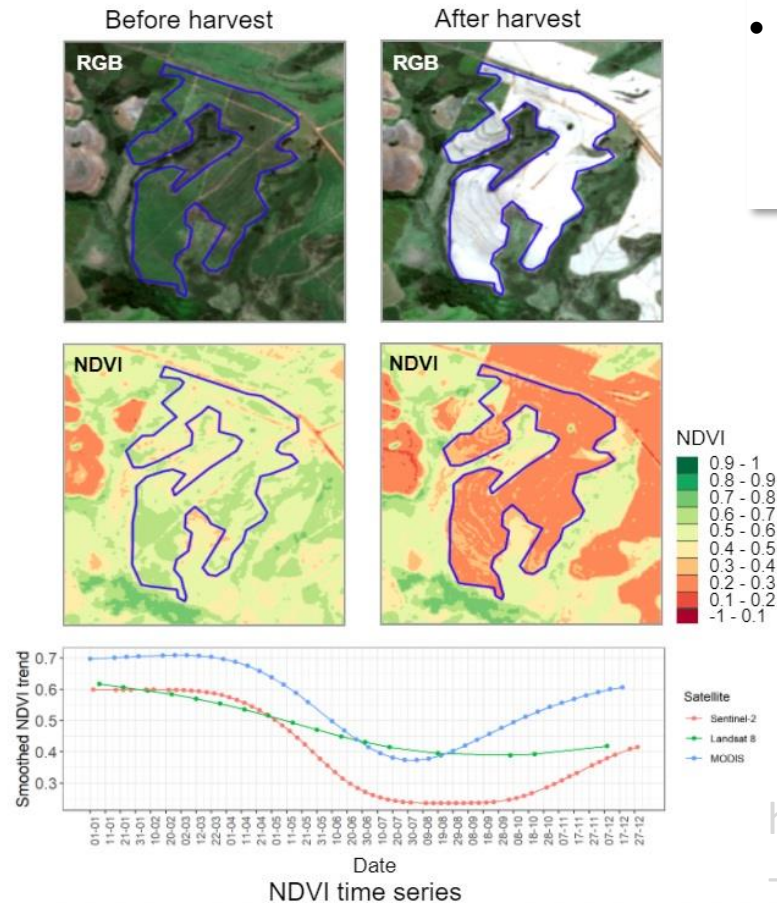 Before harvest
After harvest
RGB
RGB
NDVI
NDVI
NDVI
0.9 - 1
0.8 - 0.9
0.7 - 0.8
0.6 - 0.7
0.5 - 0.6
0.4 - 0.5
0.3 - 0.4
0.2 - 0.3
0.1 - 0.2
-1 - 0.1
Smoothed NDVI trend
0.7
0.6
0.5
0.4
0.3
Satellite
Sentinel-2
Landsat 8
MODIS
01-01
11-01
21-01
31-01
10-02
20-02
02-03
12-03
22-03
01-04
11-04
21-04
01-05
11-05
21-05
31-05
10-06
20-06
30-06
10-07
20-07
30-07
09-08
19-08
29-08
08-09
18-09
28-09
08-10
18-10
28-10
07-11
17-11
27-11
07-12
17-12
27-12
Date
NDVI time series